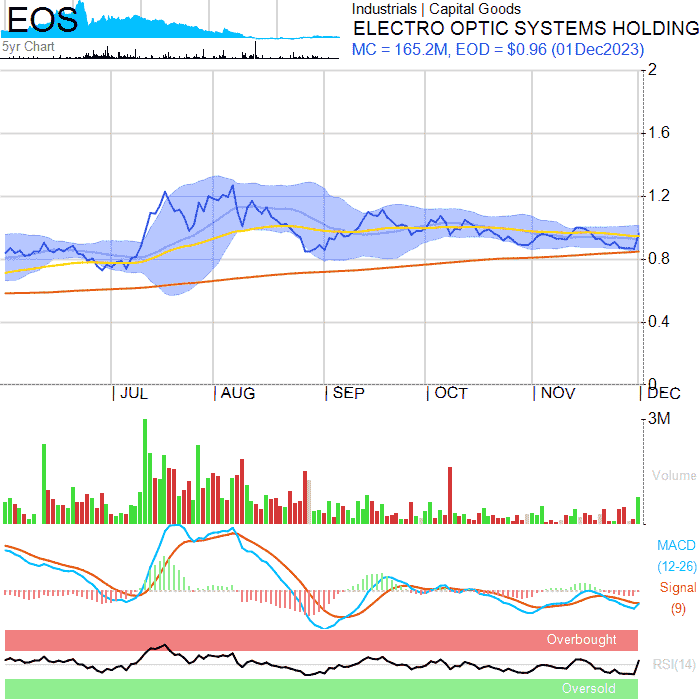 EOS
5yr Chart
Industrials | Capital Goods
ELECTRO OPTIC SYSTEMS HOLDING
MC = 165.2M, EOD = $0.96 (01Dec2023)
2
1.6
1.2
0.8
0.4
0
| JUL | AUG | SEP | OCT | NOV | DEC
3M
Volume
MACD
(12-26)
Signal
(9)
Overbought
RSI(14)
Oversold